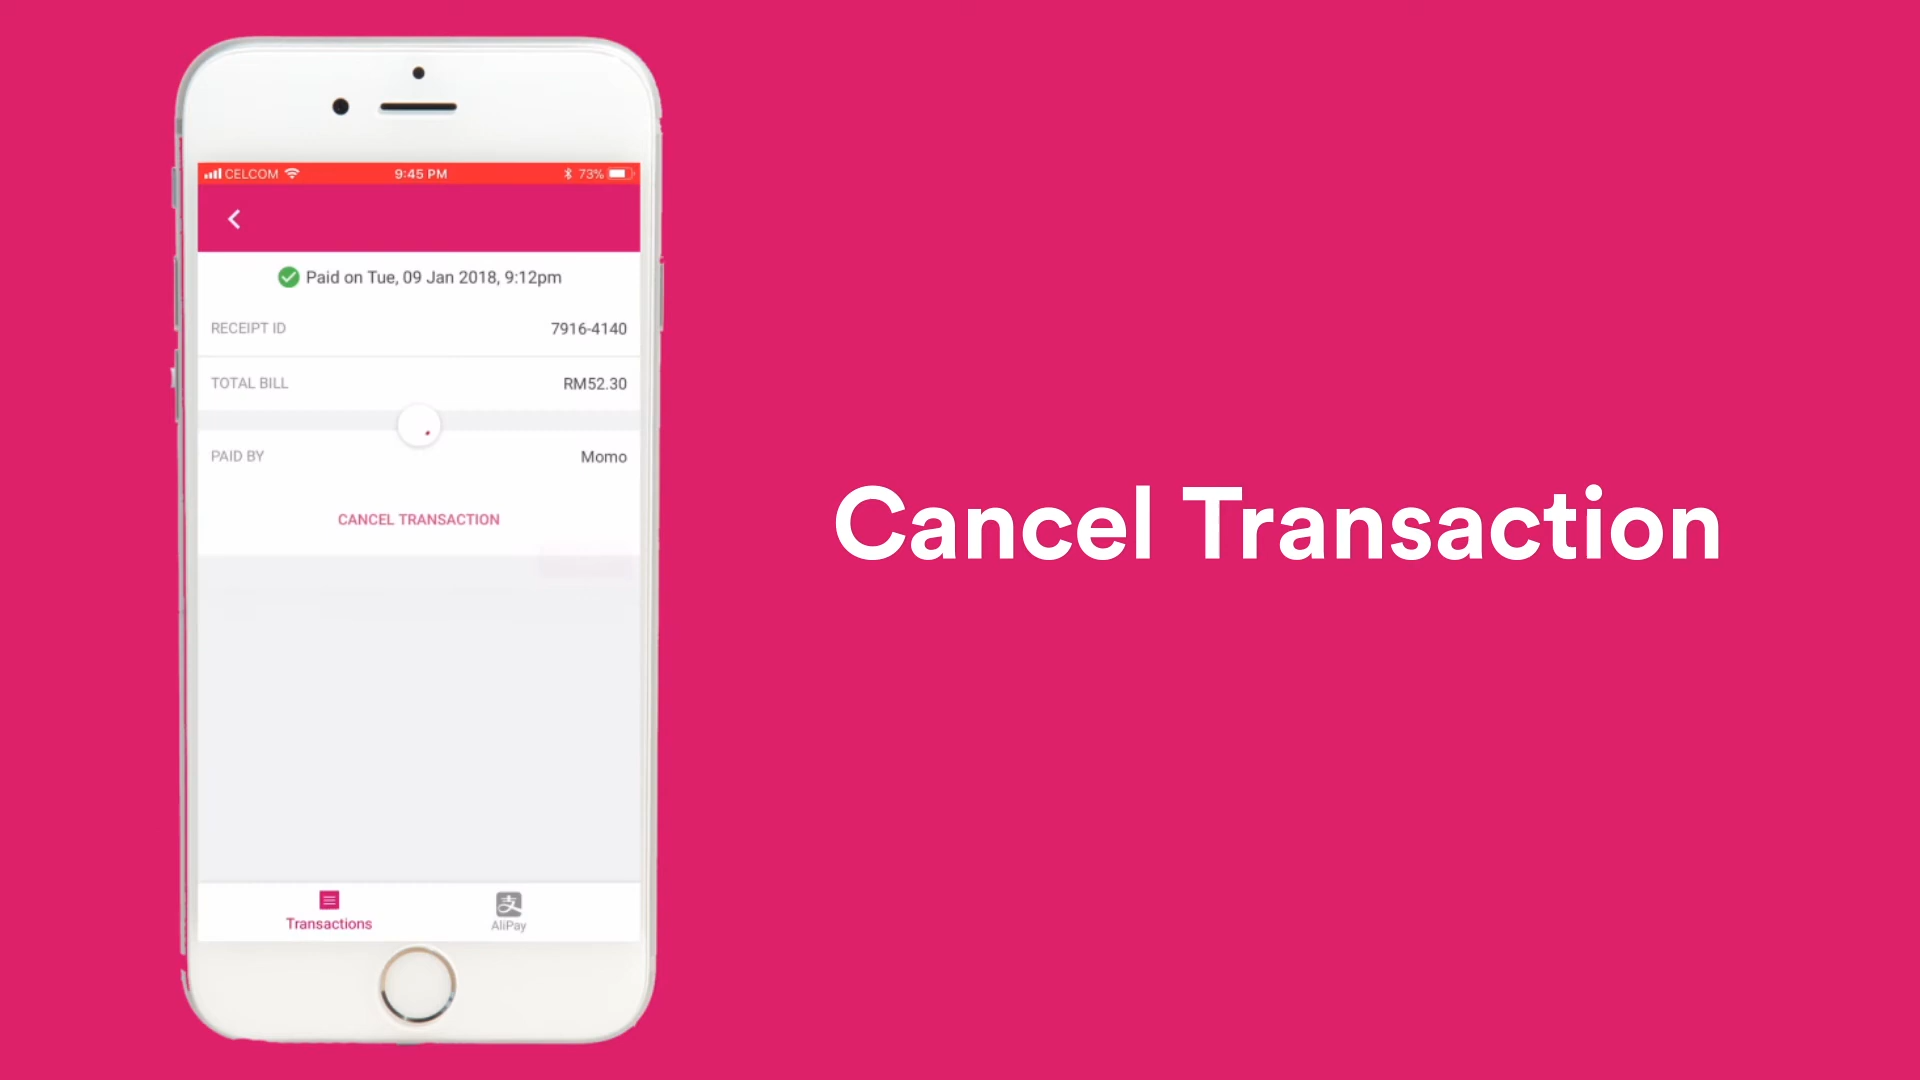 CELCOM 9:45 PM 73%
Paid on Tue, 09 Jan 2018, 9:12pm
RECEIPT ID 7916-4140
TOTAL BILL RM52.30
PAID BY Momo
CANCEL TRANSACTION
Transactions AliPay
Cancel Transaction